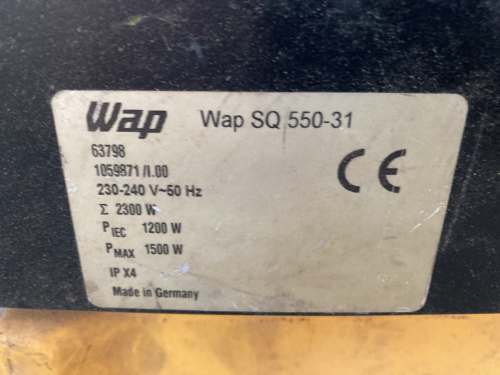 Wap Wap SQ 550-31
63798
1059871/I.00
230-240 V~50 Hz
Σ 2300 W
P IEC 1200 W
P MAX 1500 W
IP X4
Made in Germany
CE